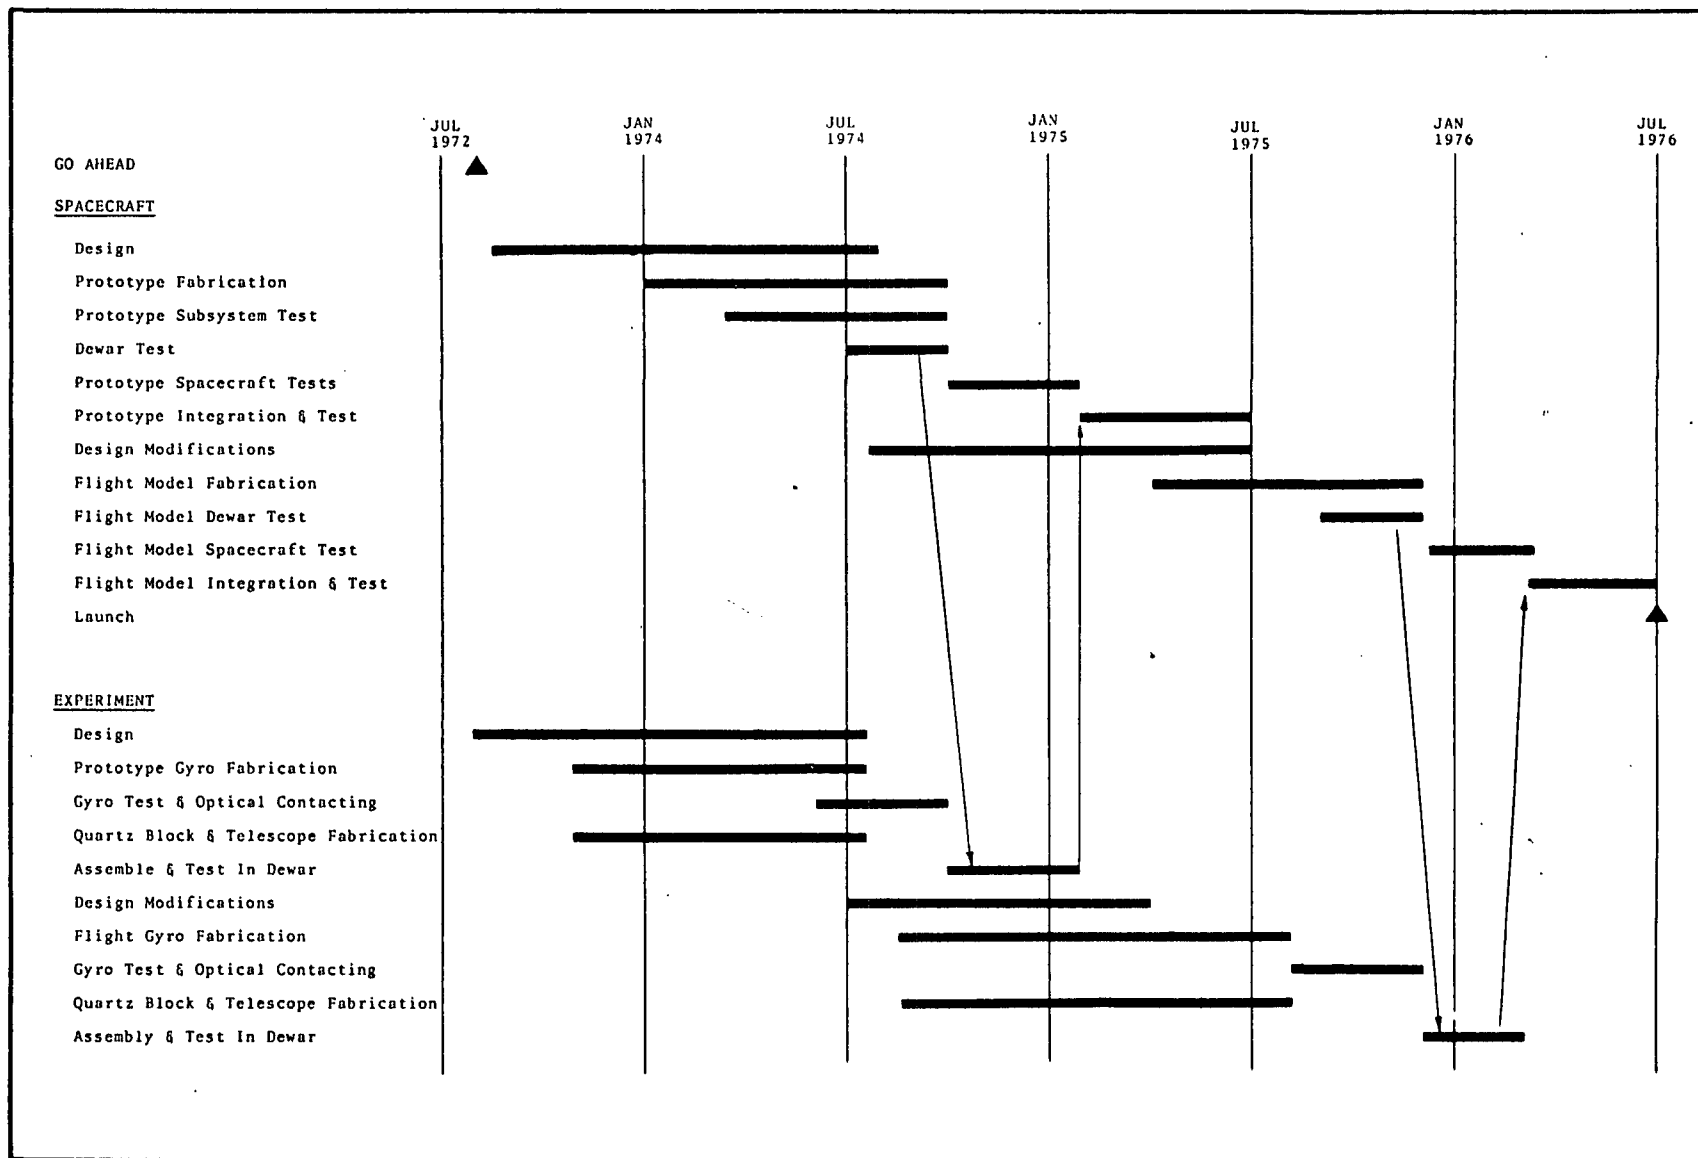 JUL JAN JUL JAN JUL JAN JUL
1972 1974 1974 1975 1975 1976 1976
GO AHEAD
SPACECRAFT
Design
Prototype Fabrication
Prototype Subsystem Test
Dewar Test
Prototype Spacecraft Tests
Prototype Integration & Test
Design Modifications
Flight Model Fabrication
Flight Model Dewar Test
Flight Model Spacecraft Test
Flight Model Integration & Test
Launch
EXPERIMENT
Design
Prototype Gyro Fabrication
Gyro Test & Optical Contacting
Quartz Block & Telescope Fabrication
Assemble & Test In Dewar
Design Modifications
Flight Gyro Fabrication
Gyro Test & Optical Contacting
Quartz Block & Telescope Fabrication
Assembly & Test In Dewar